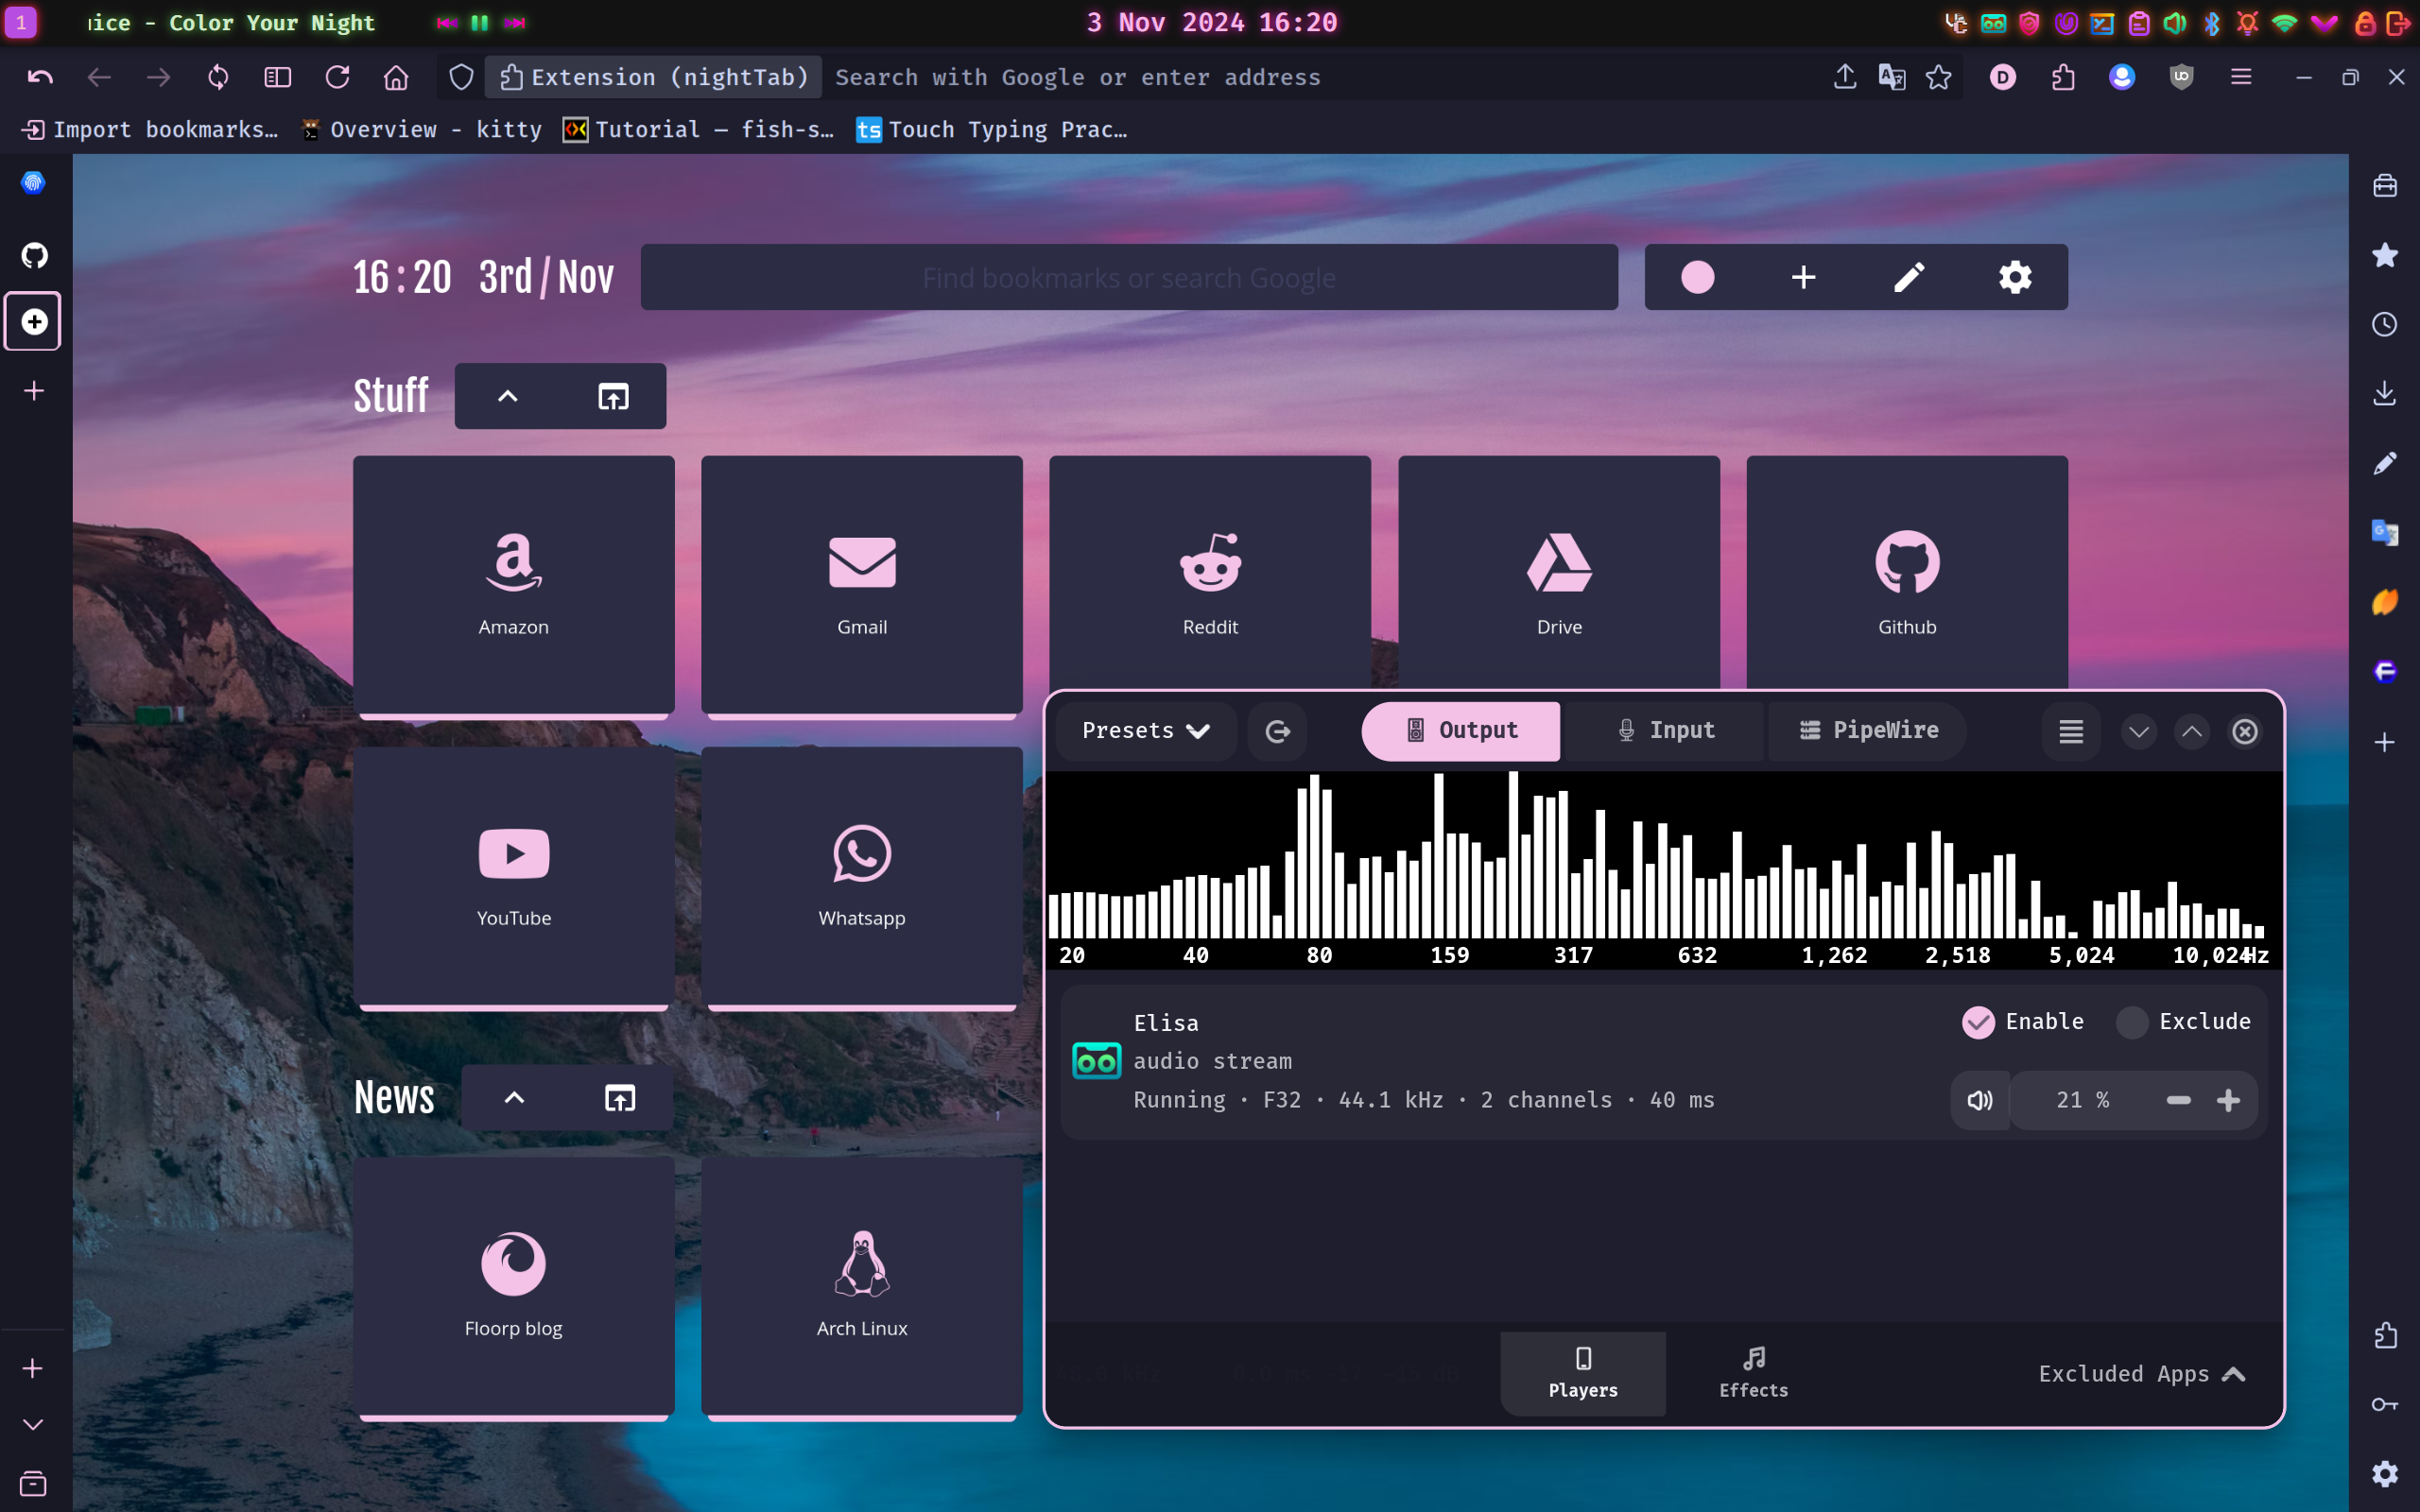 1 ice - Color Your Night 3 Nov 2024 16:20
Extension (nightTab) Search with Google or enter address
Import bookmarks… Overview - kitty Tutorial — fish-s… ts Touch Typing Prac…
16:20 3rd/Nov Find bookmarks or search Google
Stuff
Amazon Gmail Reddit Drive Github
Presets Output Input PipeWire
20 40 80 159 317 632 1,262 2,518 5,024 10,024Hz
YouTube Whatsapp
Elisa Enable Exclude
audio stream
Running · F32 · 44.1 kHz · 2 channels · 40 ms 21 %
News
Floorp blog Arch Linux
Players Effects Excluded Apps